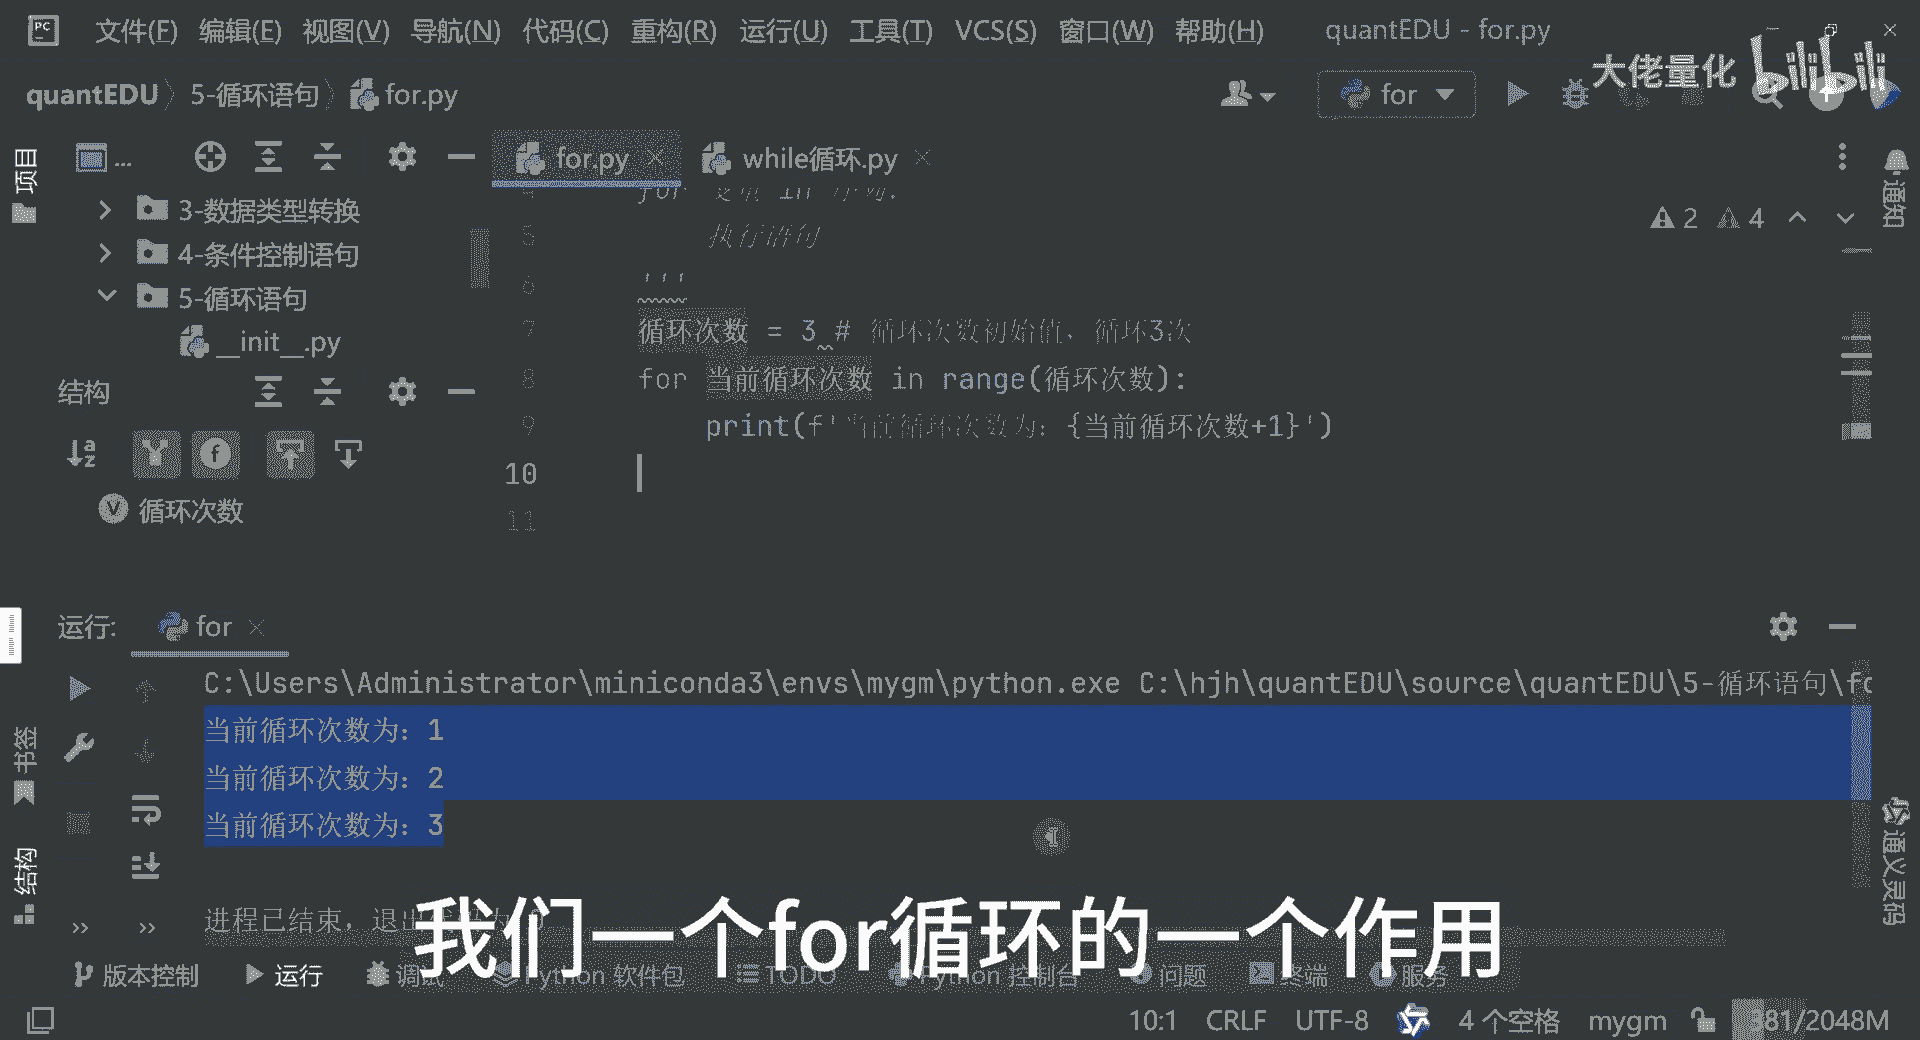 文件(F) 编辑(E) 视图(V) 导航(N) 代码(C) 重构(R) 运行(U) 工具(T) VCS(S) 窗口(W) 帮助(H) quantEDU - for.py
大佬量化 bilibili
quantEDU 5-循环语句 for.py
for
项目
...
for.py
while循环.py
通知
3-数据类型转换
4-条件控制语句
5-循环语句
__init__.py
结构
循环次数
4 for 变量 in 序列:
5 执行语句
6 '''
7 循环次数 = 3 # 循环次数初始值，循环3次
8 for 当前循环次数 in range(循环次数):
9 print(f'当前循环次数为：{当前循环次数+1}')
10
11
2 4
运行: for
C:\Users\Administrator\miniconda3\envs\mygm\python.exe C:\hjh\quantEDU\source\quantEDU\5-循环语句\fo
当前循环次数为：1
当前循环次数为：2
当前循环次数为：3
进程已结束，退出
书签
结构
通义灵码
我们一个for循环的一个作用
版本控制 运行 调试 Python 软件包 TODO Python 控制台 问题 终端 服务
10:1 CRLF UTF-8 4 个空格 mygm 381/2048M